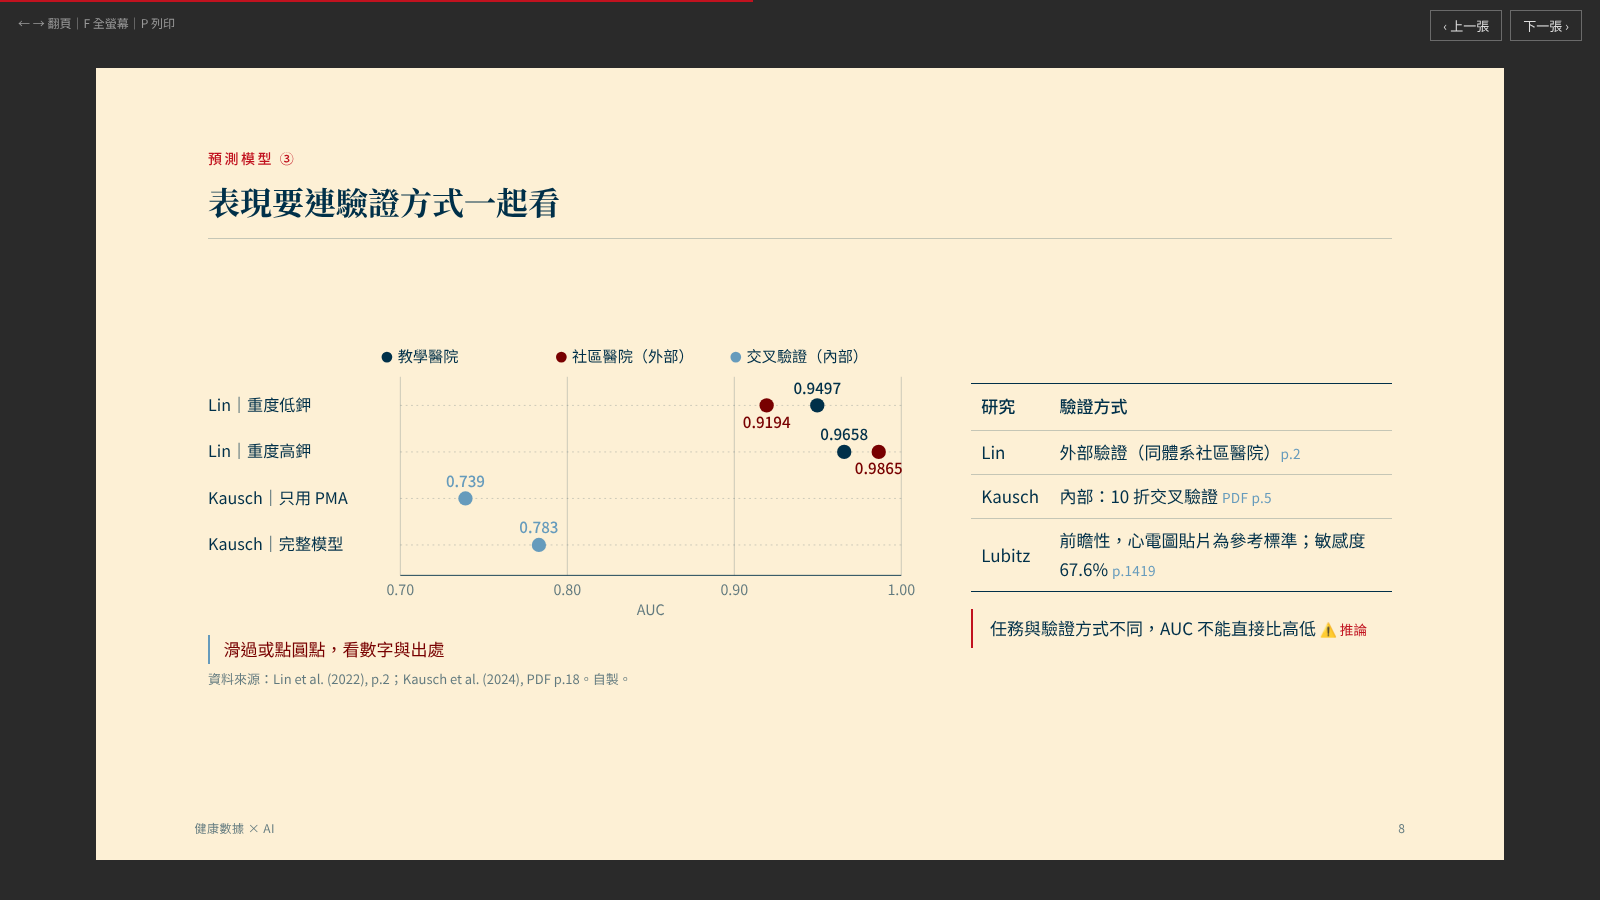 ←→ 翻頁｜F 全螢幕｜P 列印
‹ 上一張
下一張 ›
預測模型 ③
表現要連驗證方式一起看
教學醫院
社區醫院（外部）
交叉驗證（內部）
Lin｜重度低鉀
0.9497
0.9194
Lin｜重度高鉀
0.9658
0.9865
Kausch｜只用 PMA
0.739
Kausch｜完整模型
0.783
0.70
0.80
0.90
1.00
AUC
滑過或點圓點，看數字與出處
資料來源：Lin et al. (2022), p.2；Kausch et al. (2024), PDF p.18。自製。
研究 驗證方式
Lin 外部驗證（同體系社區醫院）p.2
Kausch 內部：10 折交叉驗證 PDF p.5
Lubitz 前瞻性，心電圖貼片為參考標準；敏感度
67.6% p.1419
任務與驗證方式不同，AUC 不能直接比高低 ⚠️ 推論
健康數據 × AI
8